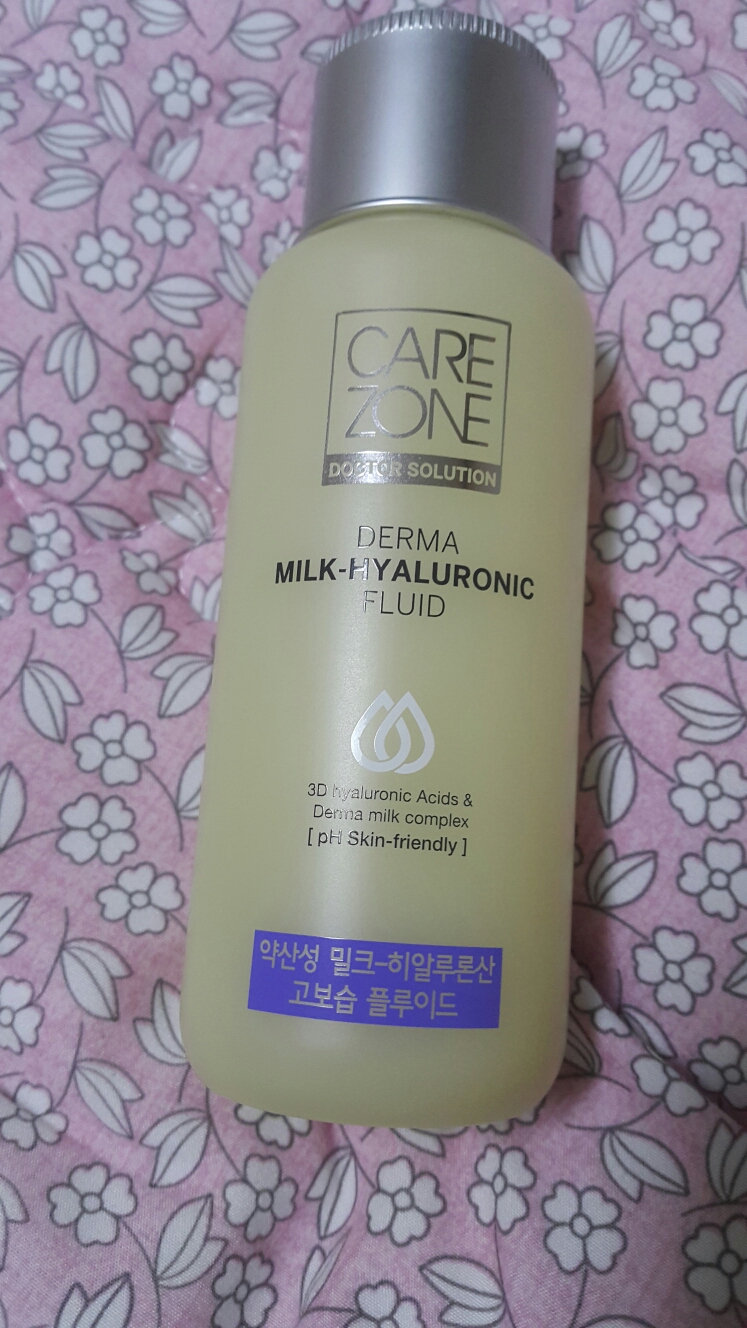 CARE
ZONE
DOCTOR SOLUTION
DERMA
MILK-HYALURONIC
FLUID
3D hyaluronic Acids &
Derma milk complex
[ pH Skin-friendly ]
약산성 밀크-히알루론산
고보습 플루이드